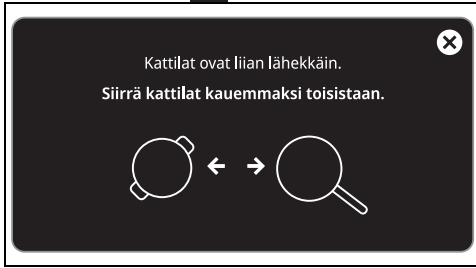 Kattilat ovat liian lähekkäin.
Siirrä kattilat kauemmaksi toisistaan.